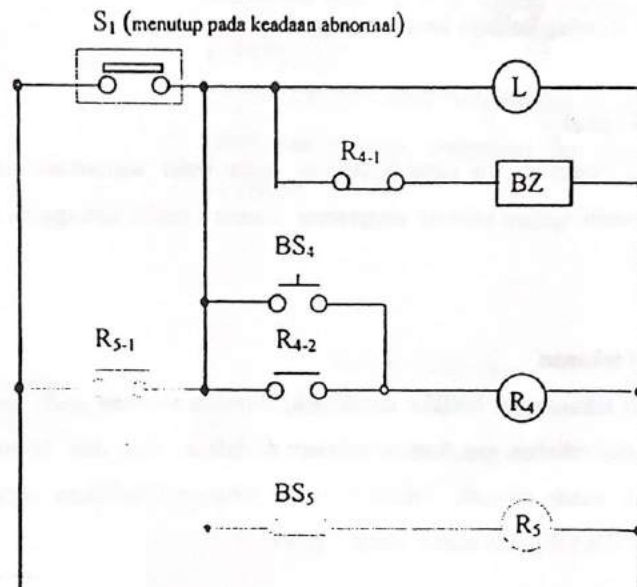 S₁ (menutup pada keadaan abnormal)
L
R₄₋₁
BZ
BS₄
R₅₋₁
R₄₋₂
R₄
BS₅
R₅